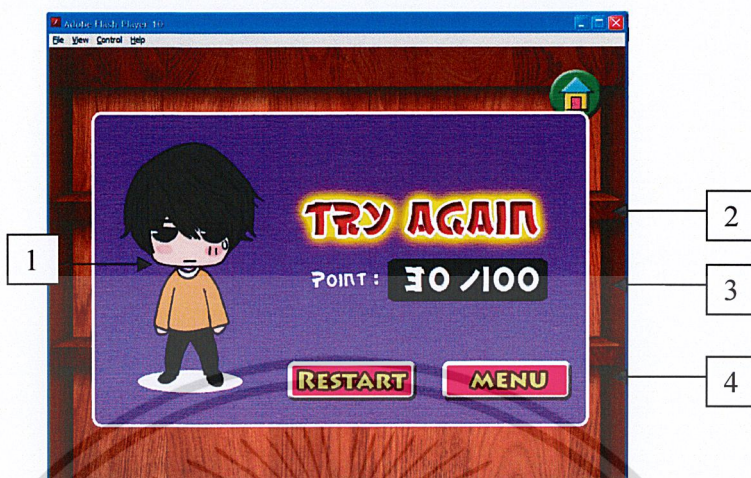 Adobe Flash Player 10
File View Control Help
TRY AGAIN
1
2
POINT : 30 /100
3
RESTART MENU
4